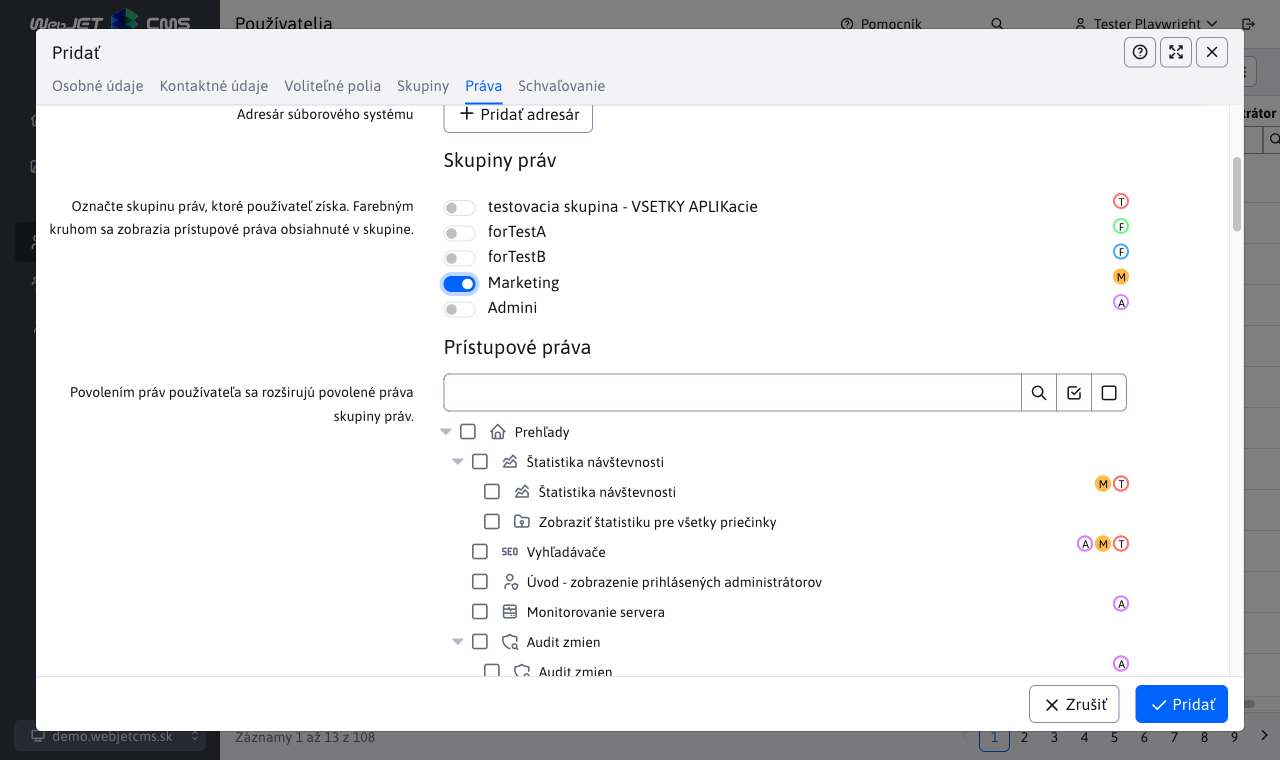 WebJET CMS
Používatelia
Pomocník
Tester Playwright
Pridať
Osobné údaje Kontaktné údaje Voliteľné polia Skupiny Práva Schvaľovanie
Adresár súborového systému
Pridať adresár
Skupiny práv
Označte skupinu práv, ktoré používateľ získa. Farebným
kruhom sa zobrazia prístupové práva obsiahnuté v skupine.
testovacia skupina - VSETKY APLIKacie T
forTestA F
forTestB F
Marketing M
Admini A
Prístupové práva
Povolením práv používateľa sa rozširujú povolené práva
skupiny práv.
Prehľady
Štatistika návštevnosti
Štatistika návštevnosti M T
Zobraziť štatistiku pre všetky priečinky
SEO Vyhľadávače A M T
Úvod - zobrazenie prihlásených administrátorov
Monitorovanie servera A
Audit zmien
Audit zmien A
Zrušiť
Pridať
demo.webjetcms.sk
Záznamy 1 až 13 z 108
1 2 3 4 5 6 7 8 9